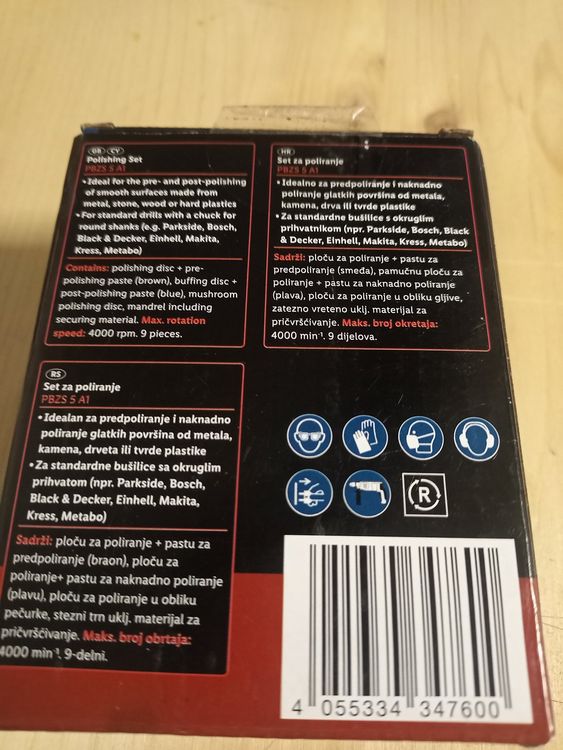 GB CY
Polishing Set
PBZS 5 A1
• Ideal for the pre- and post-polishing
of smooth surfaces made from
metal, stone, wood or hard plastics
• For standard drills with a chuck for
round shanks (e.g. Parkside, Bosch,
Black & Decker, Einhell, Makita,
Kress, Metabo)
Contains: polishing disc + pre-
polishing paste (brown), buffing disc +
post-polishing paste (blue), mushroom
polishing disc, mandrel including
securing material. Max. rotation
speed: 4000 rpm. 9 pieces.
HR
Set za poliranje
PBZS 5 A1
• Idealno za predpoliranje i naknadno
poliranje glatkih površina od metala,
kamena, drva ili tvrde plastike
• Za standardne bušilice s okruglim
prihvatnikom (npr. Parkside, Bosch, Black
& Decker, Einhell, Makita, Kress, Metabo)
Sadrži: ploču za poliranje + pastu za
predpoliranje (smeđa), pamučnu ploču za
poliranje + pastu za naknadno poliranje
(plava), ploču za poliranje u obliku gljive,
zatezno vreteno uklj. materijal za
pričvršćivanje. Maks. broj okretaja:
4000 min⁻¹. 9 dijelova.
RS
Set za poliranje
PBZS 5 A1
• Idealan za predpoliranje i naknadno
poliranje glatkih površina od metala,
kamena, drveta ili tvrde plastike
• Za standardne bušilice sa okruglim
prihvatom (npr. Parkside, Bosch,
Black & Decker, Einhell, Makita,
Kress, Metabo)
Sadrži: ploču za poliranje + pastu za
predpoliranje (braon), ploču za
poliranje+ pastu za naknadno poliranje
(plavu), ploču za poliranje u obliku
pečurke, stezni trn uklj. materijal za
pričvršćivanje. Maks. broj obrtaja:
4000 min⁻¹. 9-delni.
R
4 055334 347600